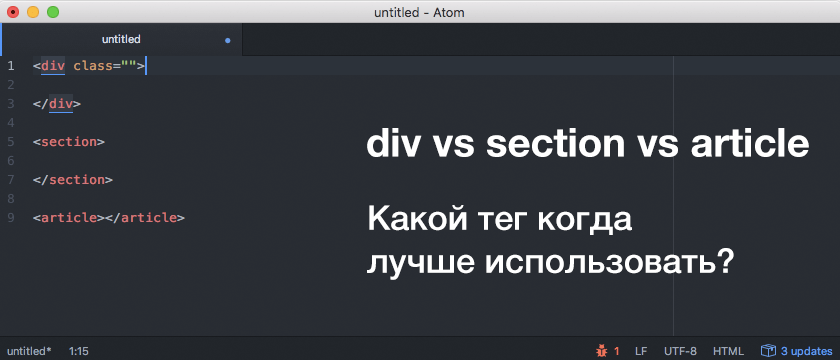 untitled - Atom
untitled
1 <div class="">
2
3 </div>
4
5 <section>
6
7 </section>
8
9 <article></article>
div vs section vs article
Какой тег когда
лучше использовать?
untitled* 1:15 1 LF UTF-8 HTML 3 updates